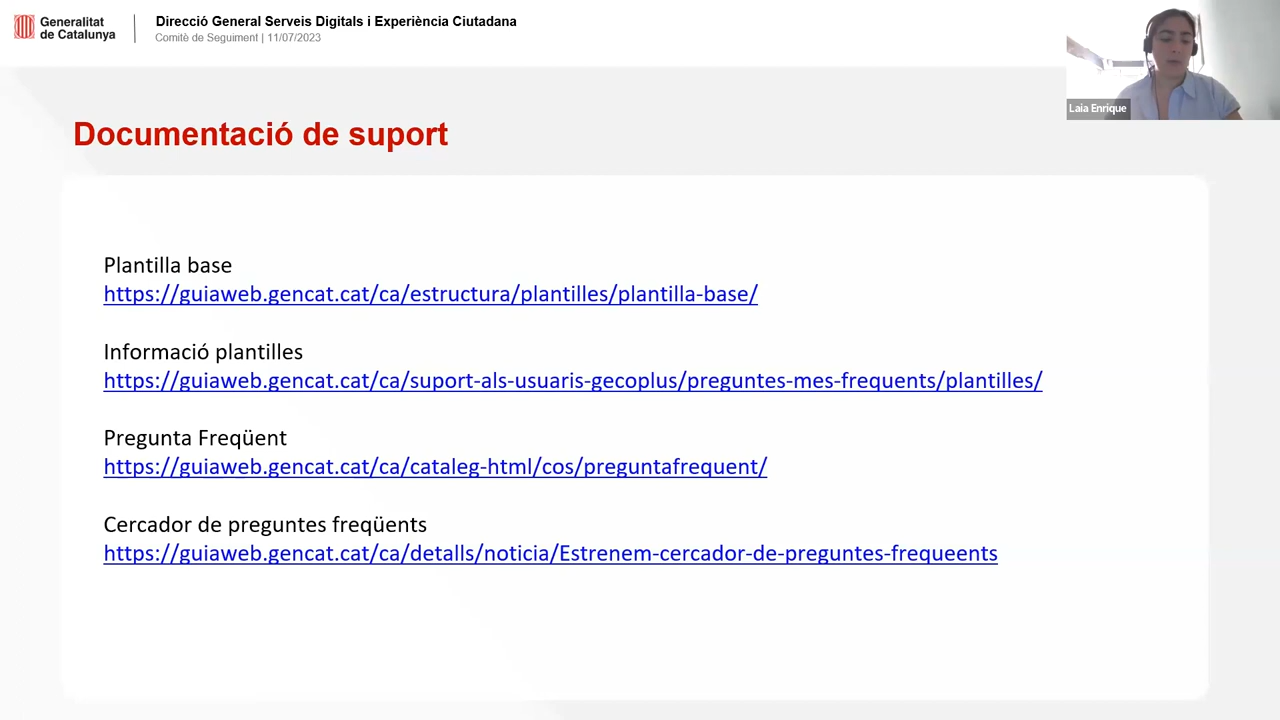 Generalitat
de Catalunya
Direcció General Serveis Digitals i Experiència Ciutadana
Comitè de Seguiment | 11/07/2023
Laia Enrique
Documentació de suport
Plantilla base
https://guiaweb.gencat.cat/ca/estructura/plantilles/plantilla-base/
Informació plantilles
https://guiaweb.gencat.cat/ca/suport-als-usuaris-gecoplus/preguntes-mes-frequents/plantilles/
Pregunta Freqüent
https://guiaweb.gencat.cat/ca/cataleg-html/cos/preguntafrequent/
Cercador de preguntes freqüents
https://guiaweb.gencat.cat/ca/detalls/noticia/Estrenem-cercador-de-preguntes-frequeents